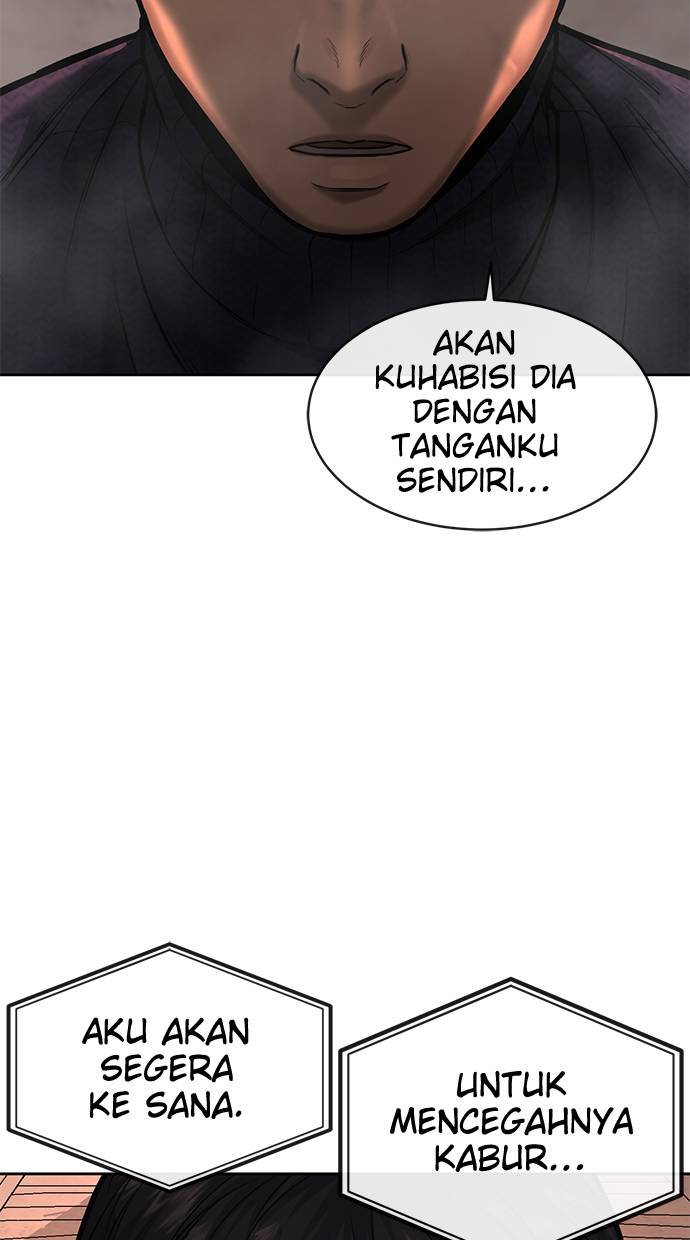 AKAN
KUHABISI DIA
DENGAN
TANGANKU
SENDIRI...
AKU AKAN
SEGERA
KE SANA.
UNTUK
MENCEGAHNYA
KABUR...